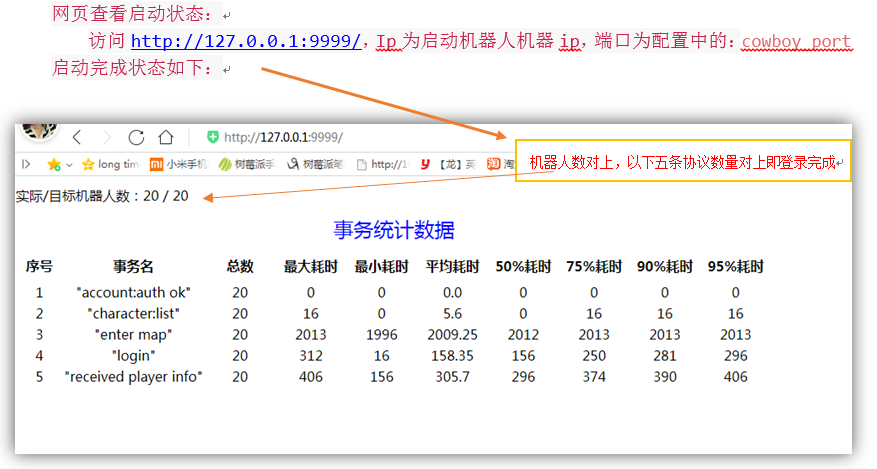 网页查看启动状态：
访问 http://127.0.0.1:9999/，Ip 为启动机器人机器 ip，端口为配置中的：cowboy_port
启动完成状态如下：
http://127.0.0.1:9999/
机器人数对上，以下五条协议数量对上即登录完成
long tim 小米手机 树莓派手 树莓派笔 http://1 【龙】英 淘
实际/目标机器人数：20 / 20
事务统计数据
序号 事务名 总数 最大耗时 最小耗时 平均耗时 50%耗时 75%耗时 90%耗时 95%耗时
1 "account:auth ok" 20 0 0 0.0 0 0 0 0
2 "character:list" 20 16 0 5.6 0 16 16 16
3 "enter map" 20 2013 1996 2009.25 2012 2013 2013 2013
4 "login" 20 312 16 158.35 156 250 281 296
5 "received player info" 20 406 156 305.7 296 374 390 406